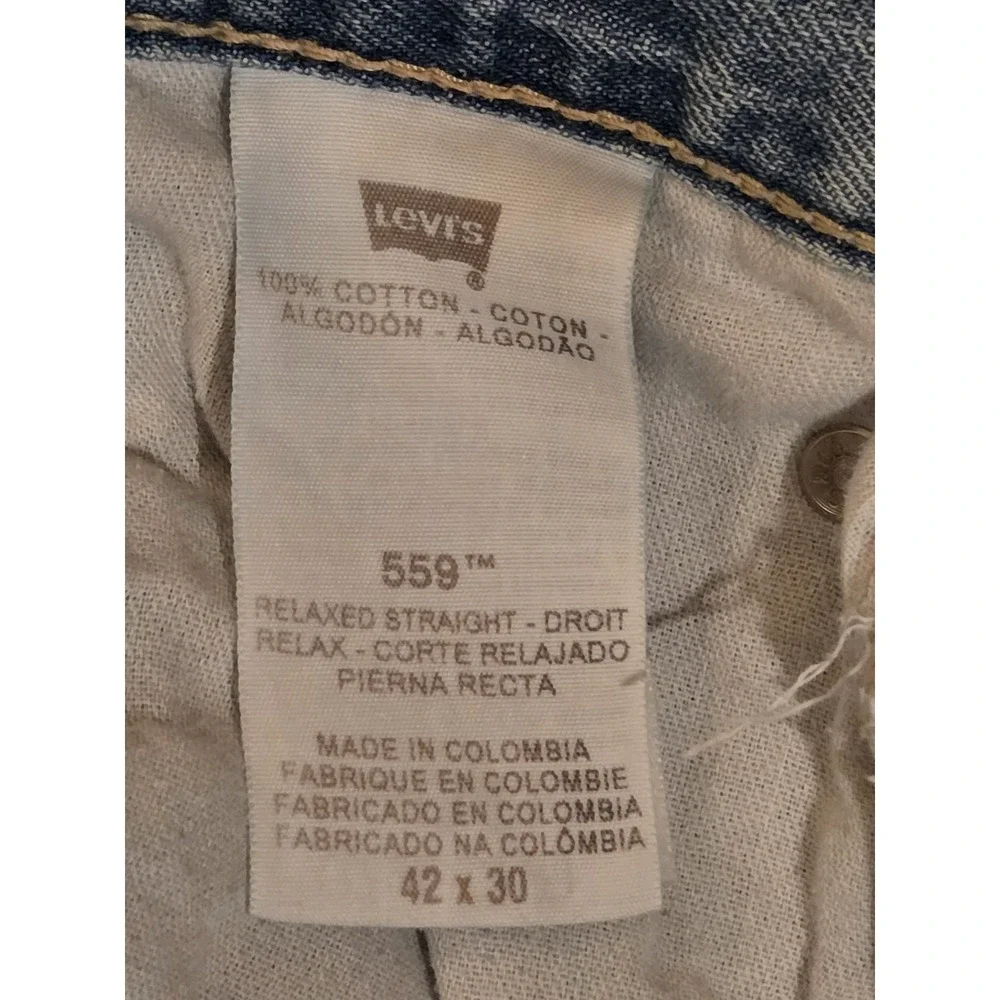 Levi's®
100% COTTON - COTON -
ALGODÓN - ALGODÃO
559™
RELAXED STRAIGHT - DROIT
RELAX - CORTE RELAJADO
PIERNA RECTA
MADE IN COLOMBIA
FABRIQUE EN COLOMBIE
FABRICADO EN COLOMBIA
FABRICADO NA COLÔMBIA
42 x 30